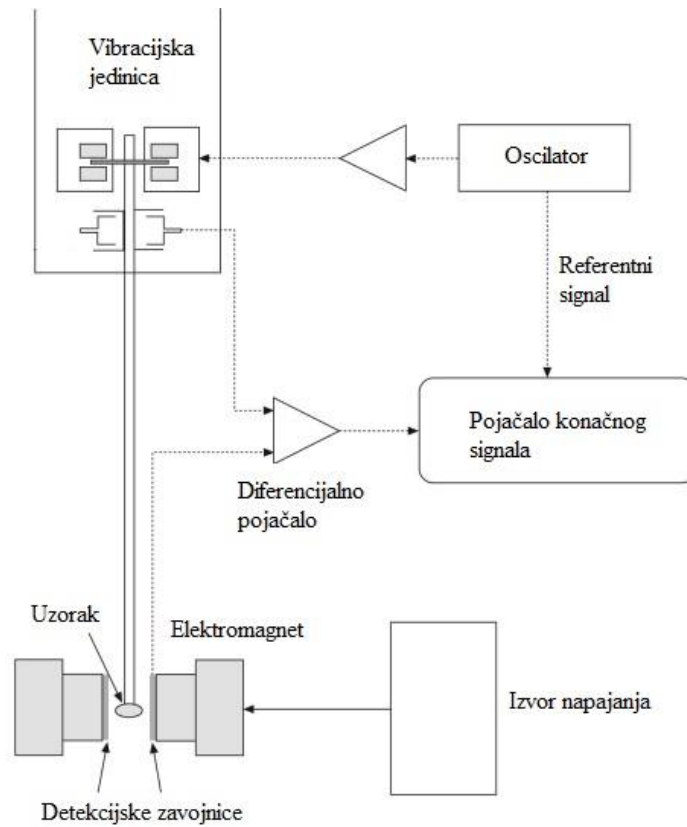 Vibracijska
jedinica
Oscilator
Referentni
signal
Pojačalo konačnog
signala
Diferencijalno
pojačalo
Uzorak
Elektromagnet
Izvor napajanja
Detekcijske zavojnice